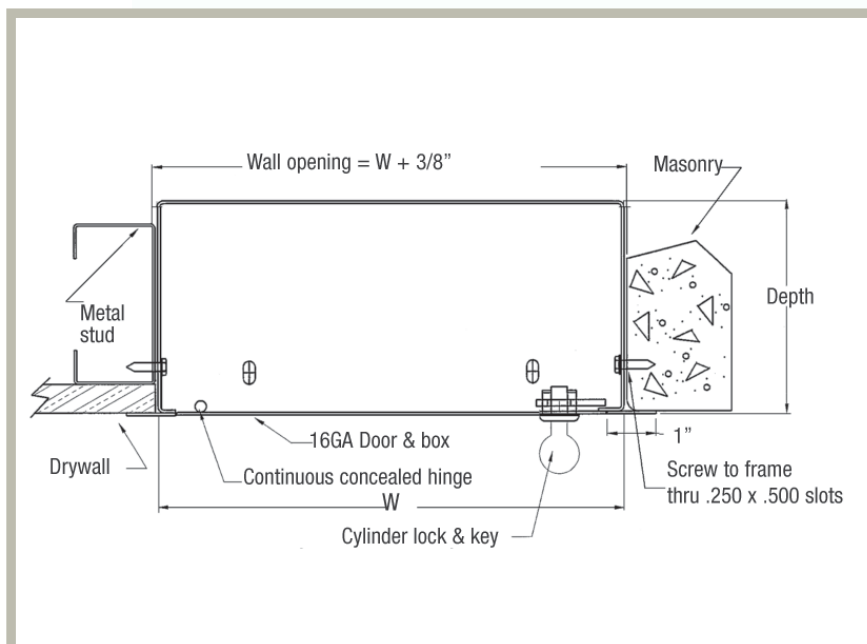 Wall opening = W + 3/8”
Masonry
Metal
stud
Depth
Drywall
16GA Door & box
Continuous concealed hinge
W
Cylinder lock & key
1”
Screw to frame
thru .250 x .500 slots